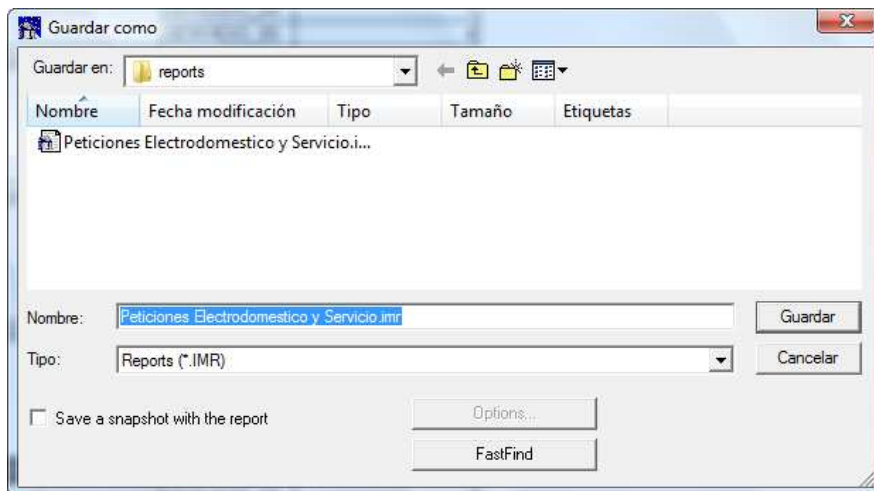 Guardar como
Guardar en: reports
Nombre Fecha modificación Tipo Tamaño Etiquetas
Peticiones Electrodomestico y Servicio.i...
Nombre: Peticiones Electrodomestico y Servicio.imr Guardar
Tipo: Reports (*.IMR) Cancelar
Save a snapshot with the report Options...
FastFind